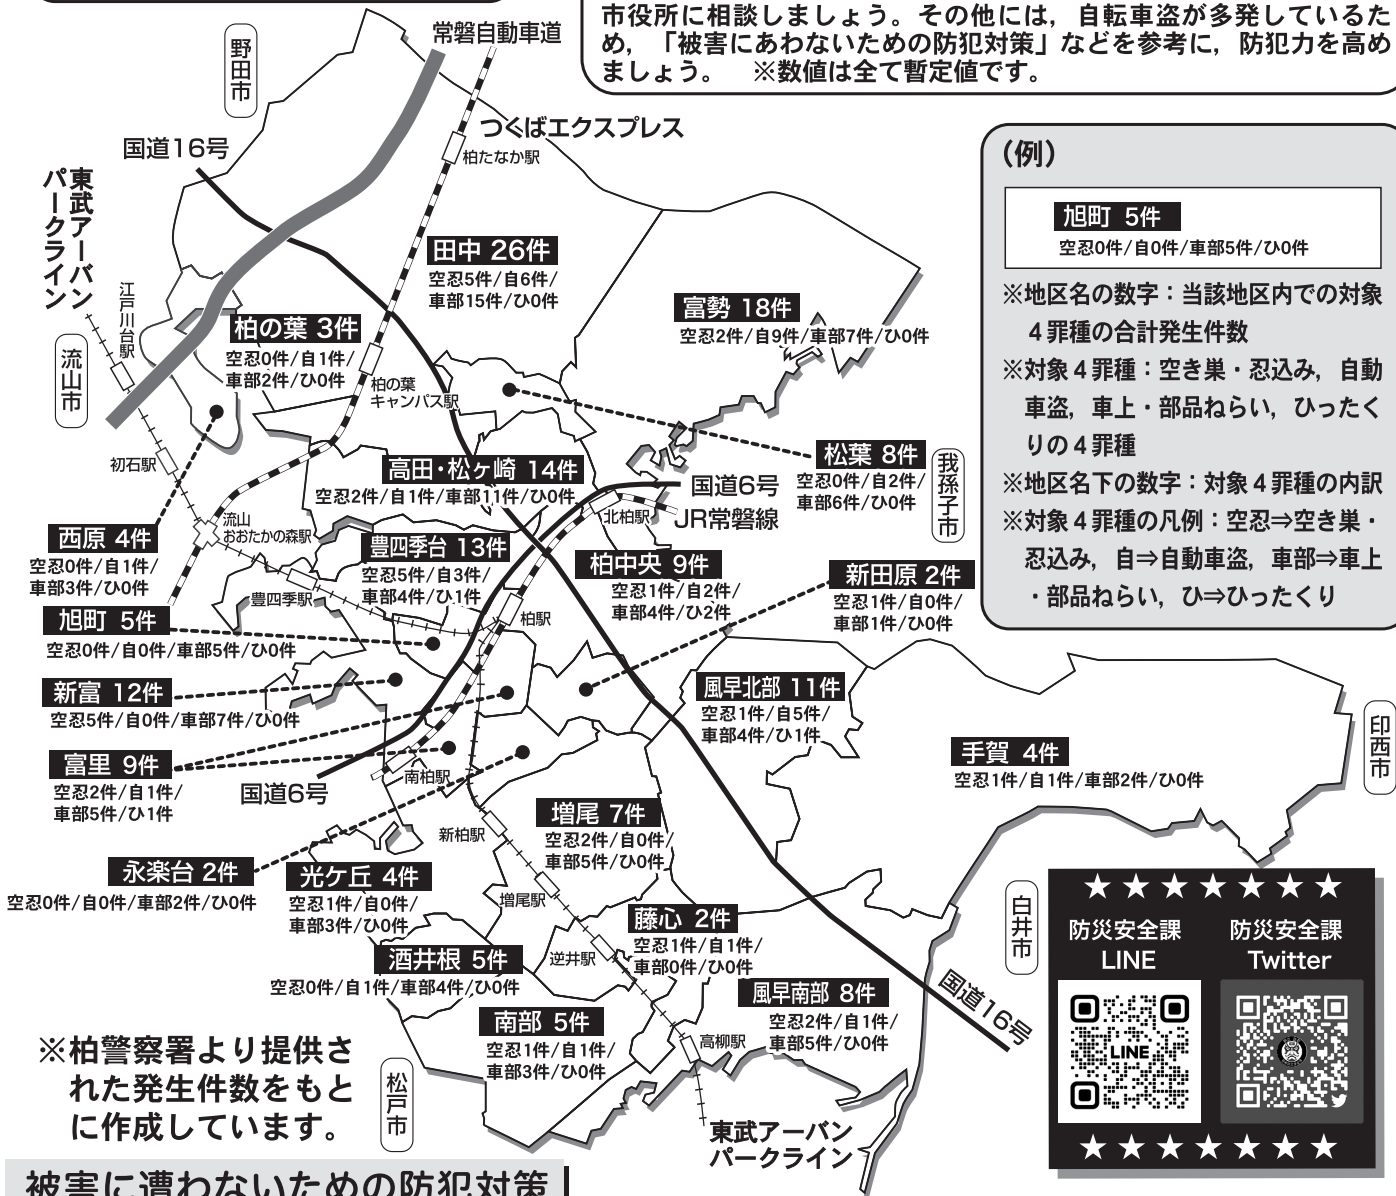 市役所に相談しましょう。その他には，自転車盗が多発しているた
め，「被害にあわないための防犯対策」などを参考に，防犯力を高め
ましょう。　※数値は全て暫定値です。
常磐自動車道
野田市
つくばエクスプレス
柏たなか駅
国道16号
東武アーバン
パークライン
江戸川台駅
流山市
田中 26件
空忍5件/自6件/
車部15件/ひ0件
柏の葉 3件
空忍0件/自1件/
車部2件/ひ0件
柏の葉
キャンパス駅
富勢 18件
空忍2件/自9件/車部7件/ひ0件
初石駅
高田・松ヶ崎 14件
空忍2件/自1件/車部11件/ひ0件
松葉 8件
空忍0件/自2件/
車部6件/ひ0件
我孫子市
国道6号
JR常磐線
北柏駅
流山
おおたかの森駅
西原 4件
空忍0件/自1件/
車部3件/ひ0件
豊四季台 13件
空忍5件/自3件/
車部4件/ひ1件
柏中央 9件
空忍1件/自2件/
車部4件/ひ2件
新田原 2件
空忍1件/自0件/
車部1件/ひ0件
豊四季駅
柏駅
旭町 5件
空忍0件/自0件/車部5件/ひ0件
新富 12件
空忍5件/自0件/車部7件/ひ0件
風早北部 11件
空忍1件/自5件/
車部4件/ひ1件
富里 9件
空忍2件/自1件/
車部5件/ひ1件
国道6号
南柏駅
手賀 4件
空忍1件/自1件/車部2件/ひ0件
印西市
新柏駅
増尾 7件
空忍2件/自0件/
車部5件/ひ0件
永楽台 2件
空忍0件/自0件/車部2件/ひ0件
光ケ丘 4件
空忍1件/自0件/
車部3件/ひ0件
増尾駅
藤心 2件
空忍1件/自1件/
車部0件/ひ0件
酒井根 5件
空忍0件/自1件/車部4件/ひ0件
逆井駅
風早南部 8件
空忍2件/自1件/
車部5件/ひ0件
南部 5件
空忍1件/自1件/
車部3件/ひ0件
高柳駅
国道16号
白井市
松戸市
東武アーバン
パークライン
（例）
旭町 5件
空忍0件/自0件/車部5件/ひ0件
※地区名の数字：当該地区内での対象
４罪種の合計発生件数
※対象４罪種：空き巣・忍込み，自動
車盗，車上・部品ねらい，ひったく
りの４罪種
※地区名下の数字：対象４罪種の内訳
※対象４罪種の凡例：空忍⇒空き巣・
忍込み，自⇒自動車盗，車部⇒車上
・部品ねらい，ひ⇒ひったくり
★★★★★★★
防災安全課
LINE
防災安全課
Twitter
LINE
★★★★★★★
※柏警察署より提供さ
れた発生件数をもと
に作成しています。
被害に遭わないための防犯対策